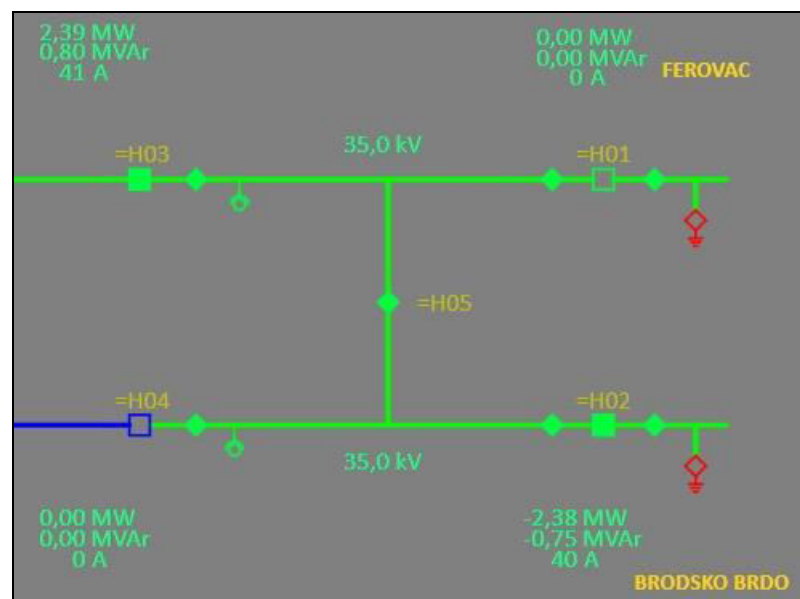 2,39 MW
0,80 MVAr
41 A
0,00 MW
0,00 MVAr
0 A
FEROVAC
=H03
35,0 kV
=H01
=H05
=H04
=H02
35,0 kV
0,00 MW
0,00 MVAr
0 A
-2,38 MW
-0,75 MVAr
40 A
BRODSKO BRDO